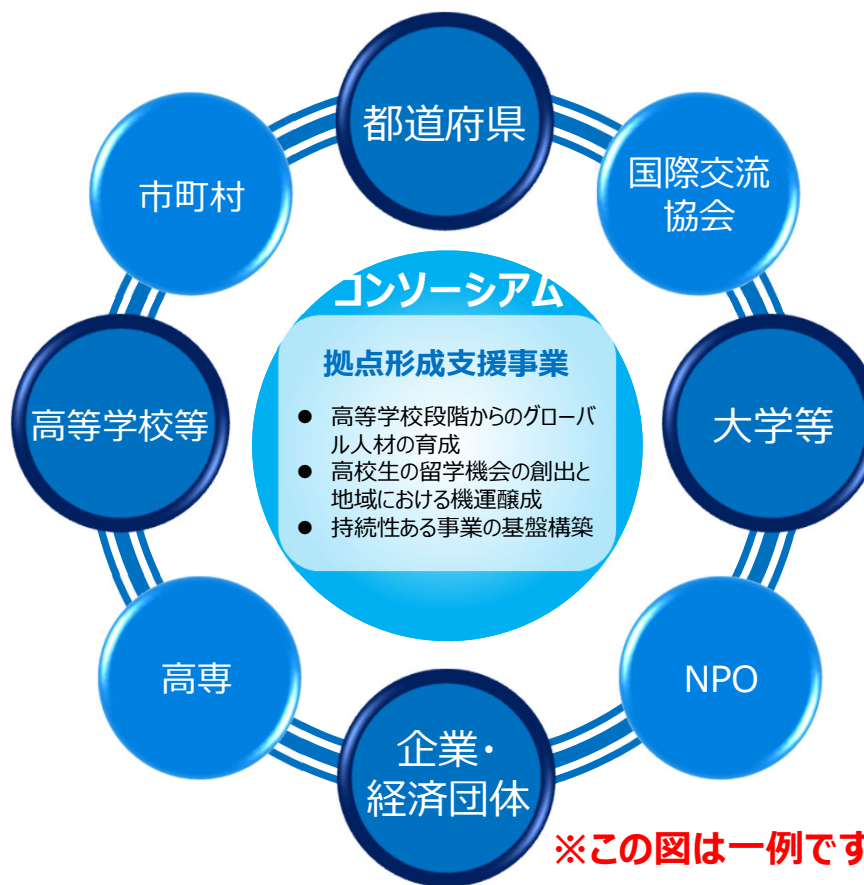 都道府県
国際交流
協会
市町村
コンソーシアム
拠点形成支援事業
● 高等学校段階からのグローバ
ル人材の育成
● 高校生の留学機会の創出と
地域における機運醸成
● 持続性ある事業の基盤構築
高等学校等
大学等
高専
NPO
企業・
経済団体
※この図は一例です